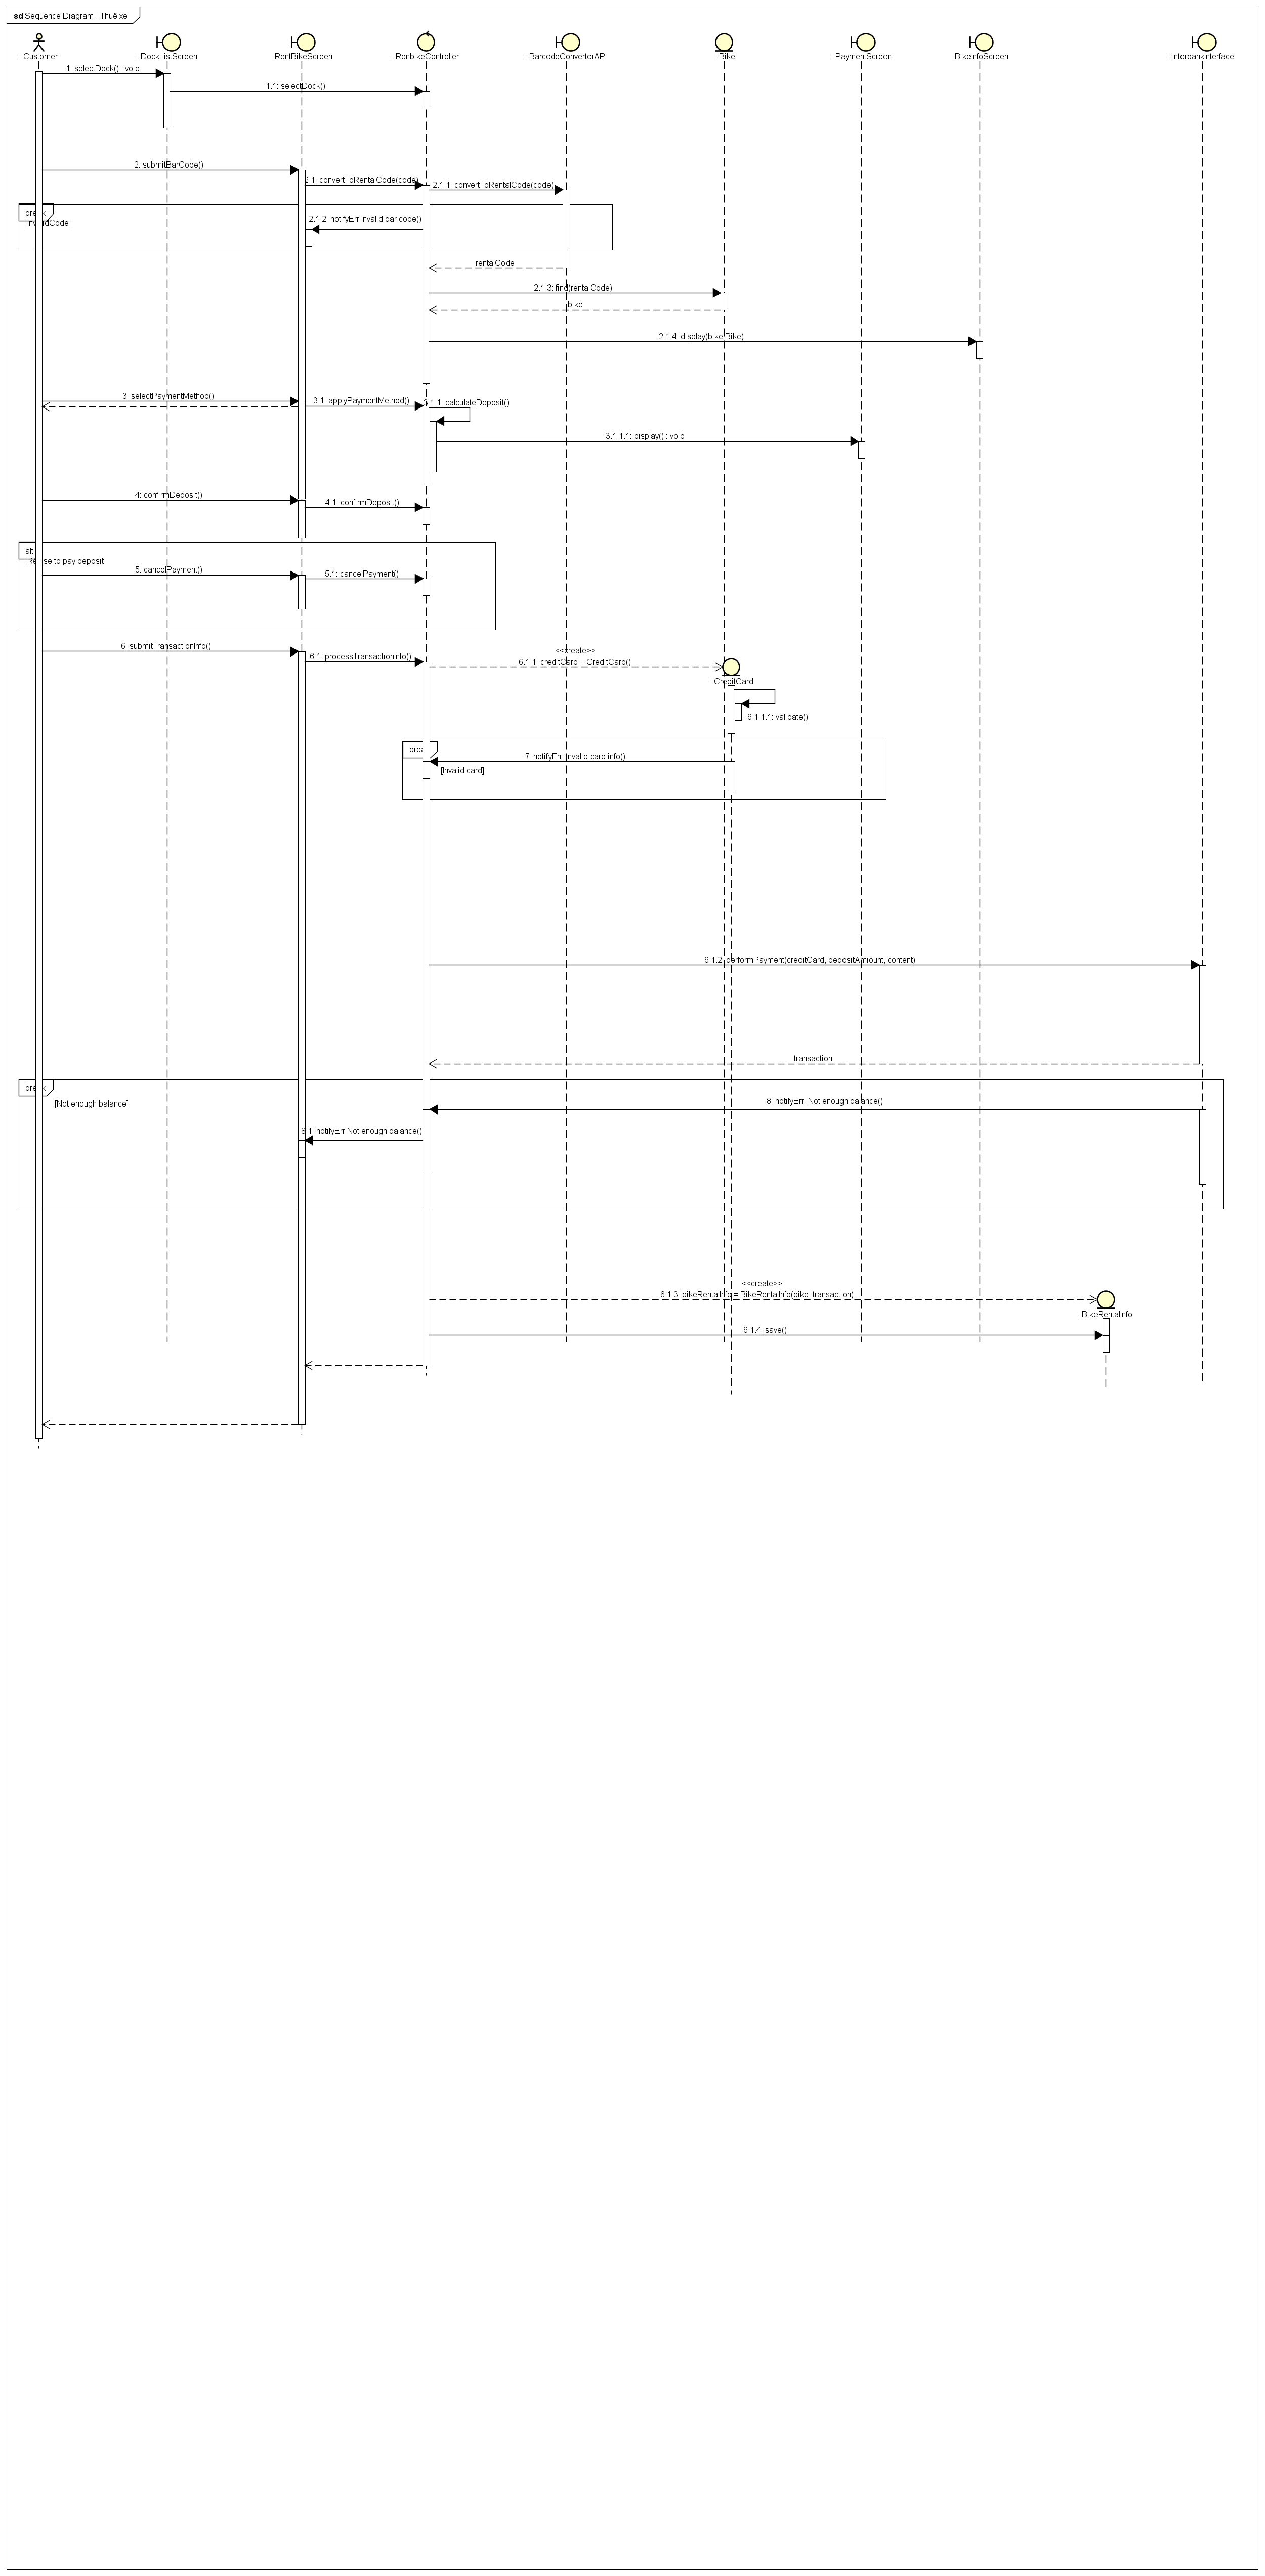 sd Sequence Diagram - Thuê xe
: Customer
: DockListScreen
: RentBikeScreen
: RenbikeController
: BarcodeConverterAPI
: Bike
: PaymentScreen
: BikeInfoScreen
: InterbankInterface
1: selectDock() : void
1.1: selectDock()
2: submitBarCode()
2.1: convertToRentalCode(code)
2.1.1: convertToRentalCode(code)
break
[InvalidCode]
2.1.2: notifyErr:Invalid bar code()
rentalCode
2.1.3: find(rentalCode)
bike
2.1.4: display(bike:Bike)
3: selectPaymentMethod()
3.1: applyPaymentMethod()
3.1.1: calculateDeposit()
3.1.1.1: display() : void
4: confirmDeposit()
4.1: confirmDeposit()
alt
[Refuse to pay deposit]
5: cancelPayment()
5.1: cancelPayment()
6: submitTransactionInfo()
6.1: processTransactionInfo()
<<create>>
6.1.1: creditCard = CreditCard()
: CreditCard
6.1.1.1: validate()
break
7: notifyErr: Invalid card info()
[Invalid card]
6.1.2: performPayment(creditCard, depositAmiount, content)
transaction
break
[Not enough balance]
8: notifyErr: Not enough balance()
8.1: notifyErr:Not enough balance()
<<create>>
6.1.3: bikeRentalInfo = BikeRentalInfo(bike, transaction)
: BikeRentalInfo
6.1.4: save()